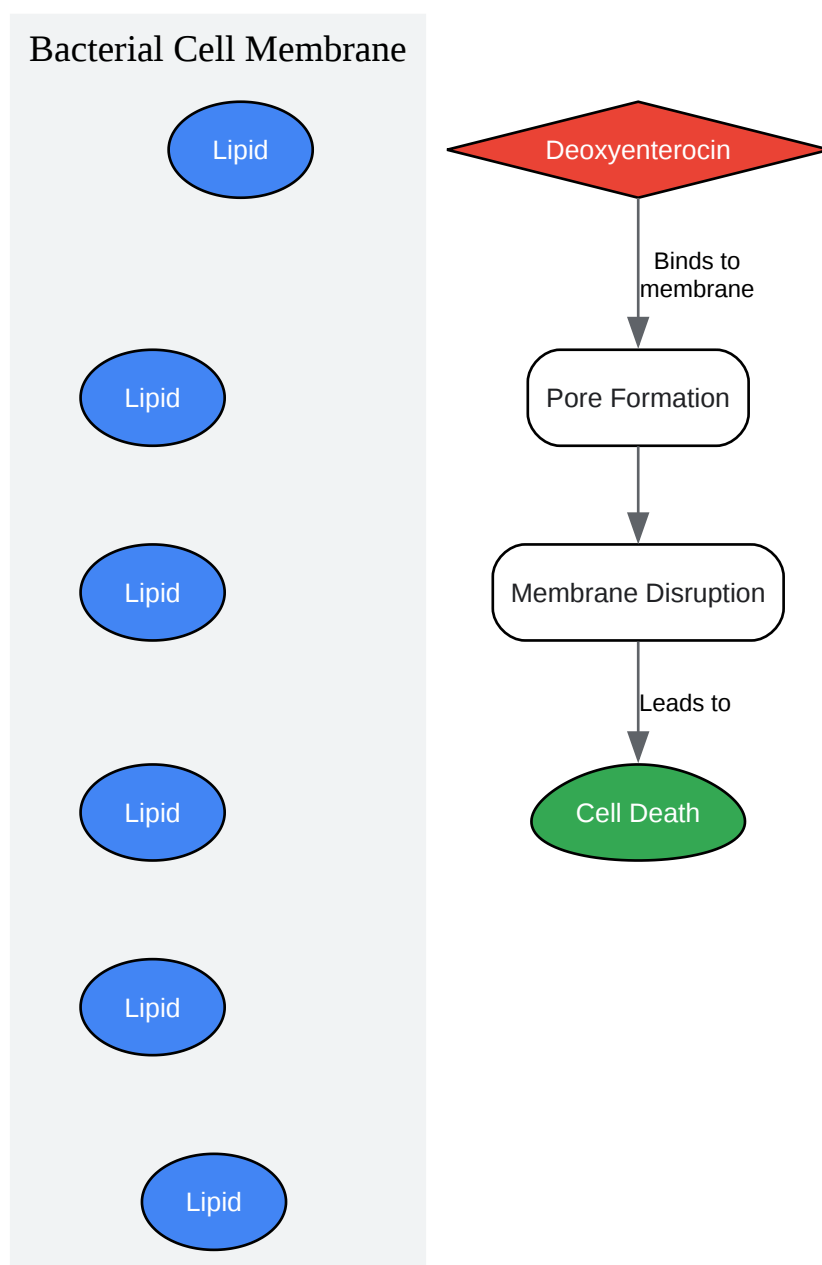 Bacterial Cell Membrane
Lipid
Deoxyenterocin
Binds to
membrane
Lipid
Pore Formation
Lipid
Membrane Disruption
Leads to
Lipid
Cell Death
Lipid
Lipid